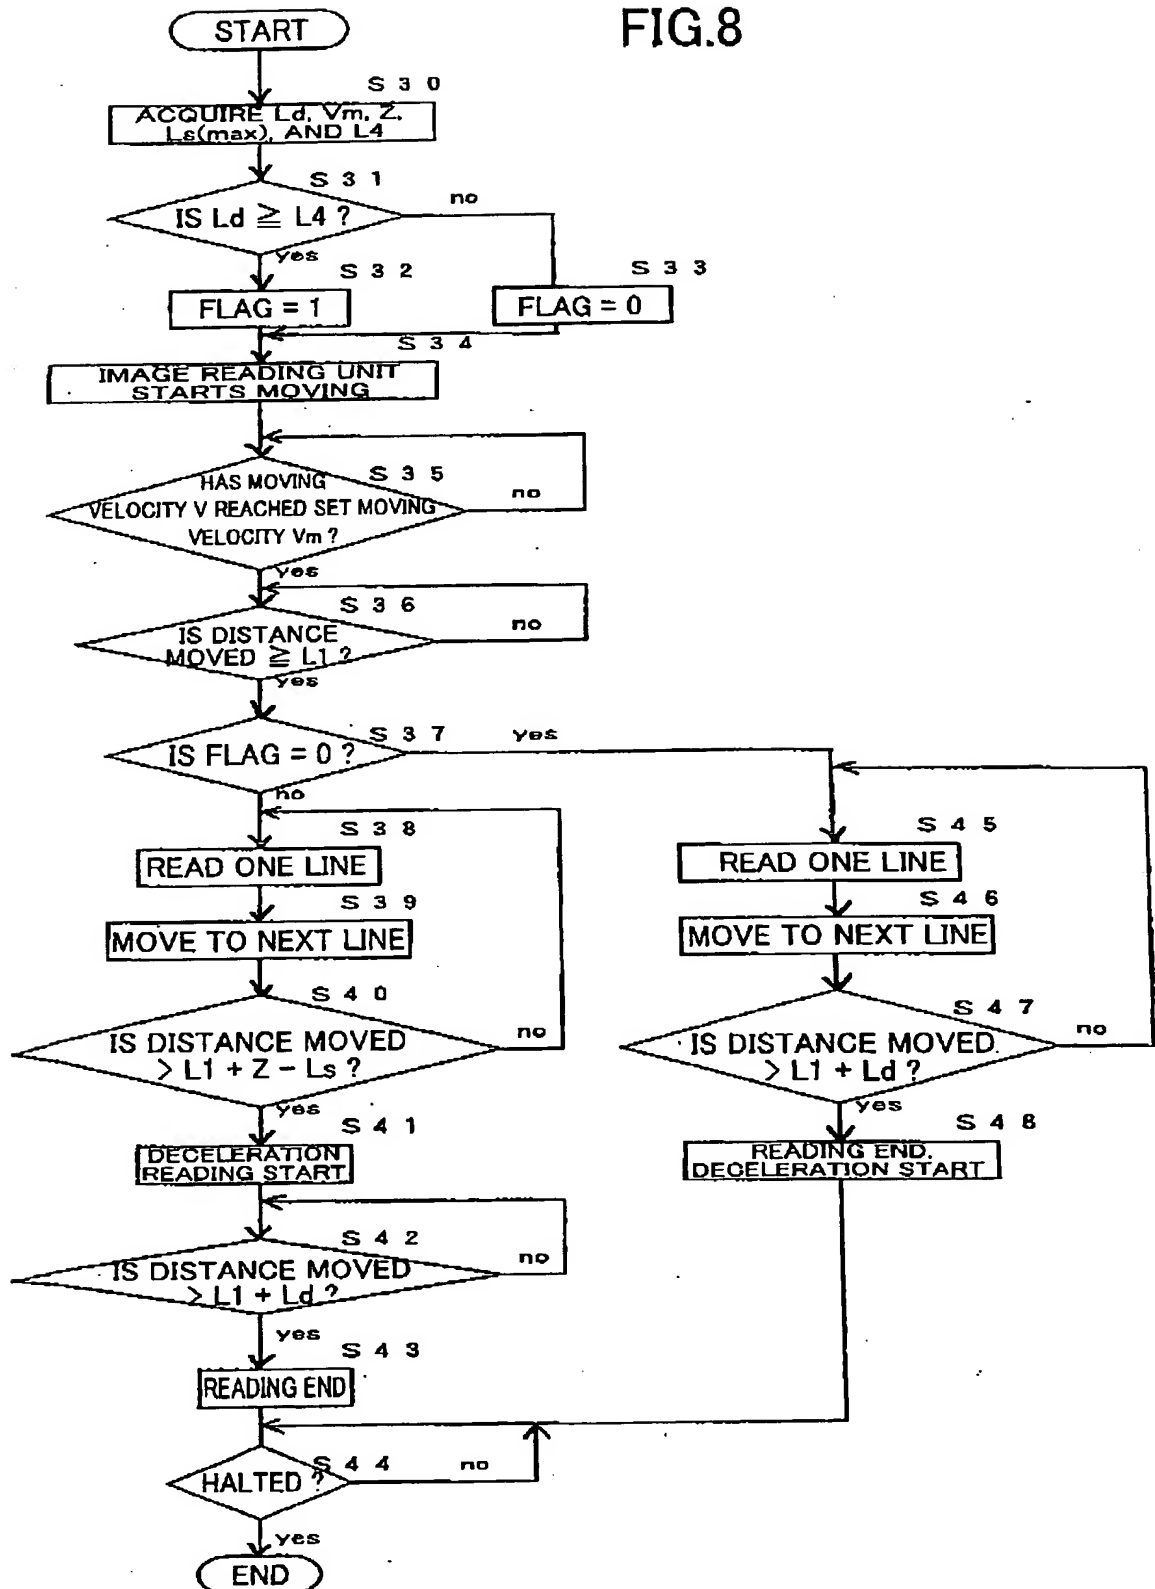 FIG.8
START
S30
ACQUIRE Ld, Vm, Z,
Ls(max), AND L4
S31
IS Ld ≧ L4 ?
no
yes
S32
FLAG = 1
S33
FLAG = 0
S34
IMAGE READING UNIT
STARTS MOVING
S35
HAS MOVING
VELOCITY V REACHED SET MOVING
VELOCITY Vm ?
no
yes
S36
IS DISTANCE
MOVED ≧ L1 ?
no
yes
S37
IS FLAG = 0 ?
yes
no
S38
READ ONE LINE
S39
MOVE TO NEXT LINE
S40
IS DISTANCE MOVED
> L1 + Z – Ls ?
no
yes
S41
DECELERATION
READING START
S42
IS DISTANCE MOVED
> L1 + Ld ?
no
yes
S43
READING END
S45
READ ONE LINE
S46
MOVE TO NEXT LINE
S47
IS DISTANCE MOVED
> L1 + Ld ?
no
yes
S48
READING END.
DECELERATION START
S44
HALTED ?
no
yes
END